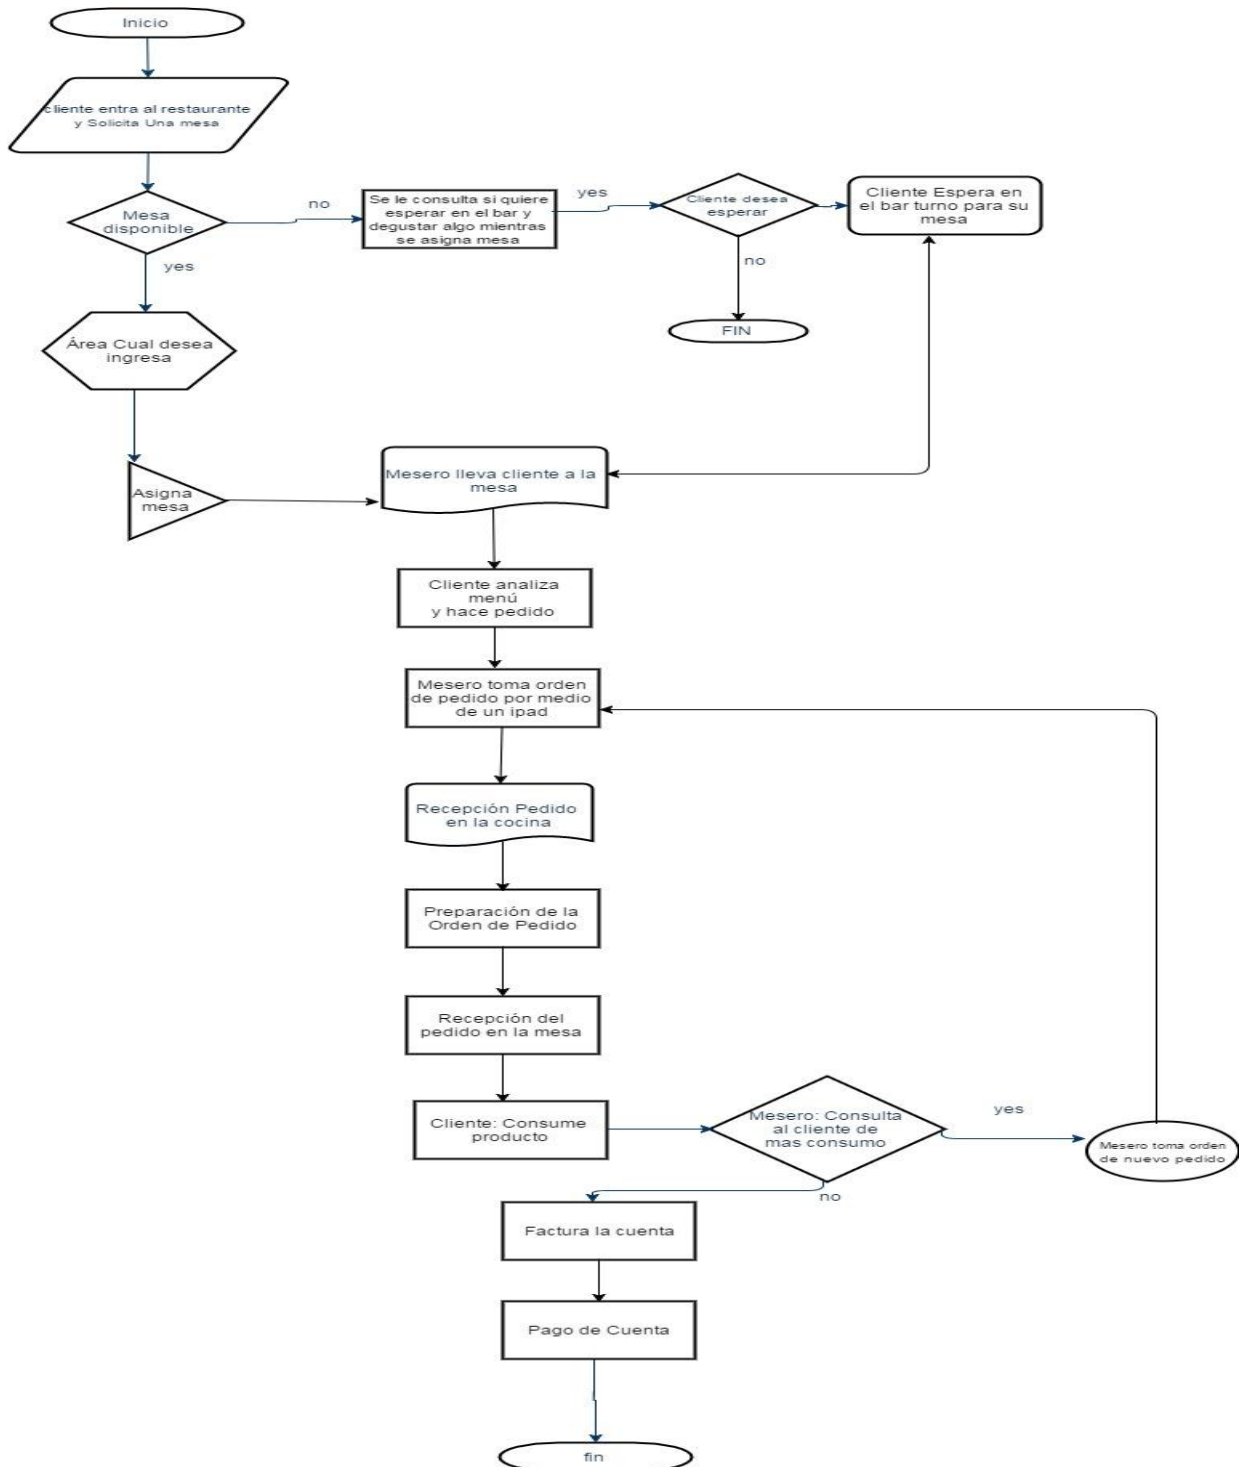 Inicio
cliente entra al restaurante
y Solicita Una mesa
Mesa
disponible
no
Se le consulta si quiere
esperar en el bar y
degustar algo mientras
se asigna mesa
yes
Cliente desea
esperar
Cliente Espera en
el bar turno para su
mesa
no
FIN
yes
Área Cual desea
ingresa
Asigna
mesa
Mesero lleva cliente a la
mesa
Cliente analiza
menú
y hace pedido
Mesero toma orden
de pedido por medio
de un ipad
Recepción Pedido
en la cocina
Preparación de la
Orden de Pedido
Recepción del
pedido en la mesa
Cliente: Consume
producto
Mesero: Consulta
al cliente de
mas consumo
yes
Mesero toma orden
de nuevo pedido
no
Factura la cuenta
Pago de Cuenta
fin